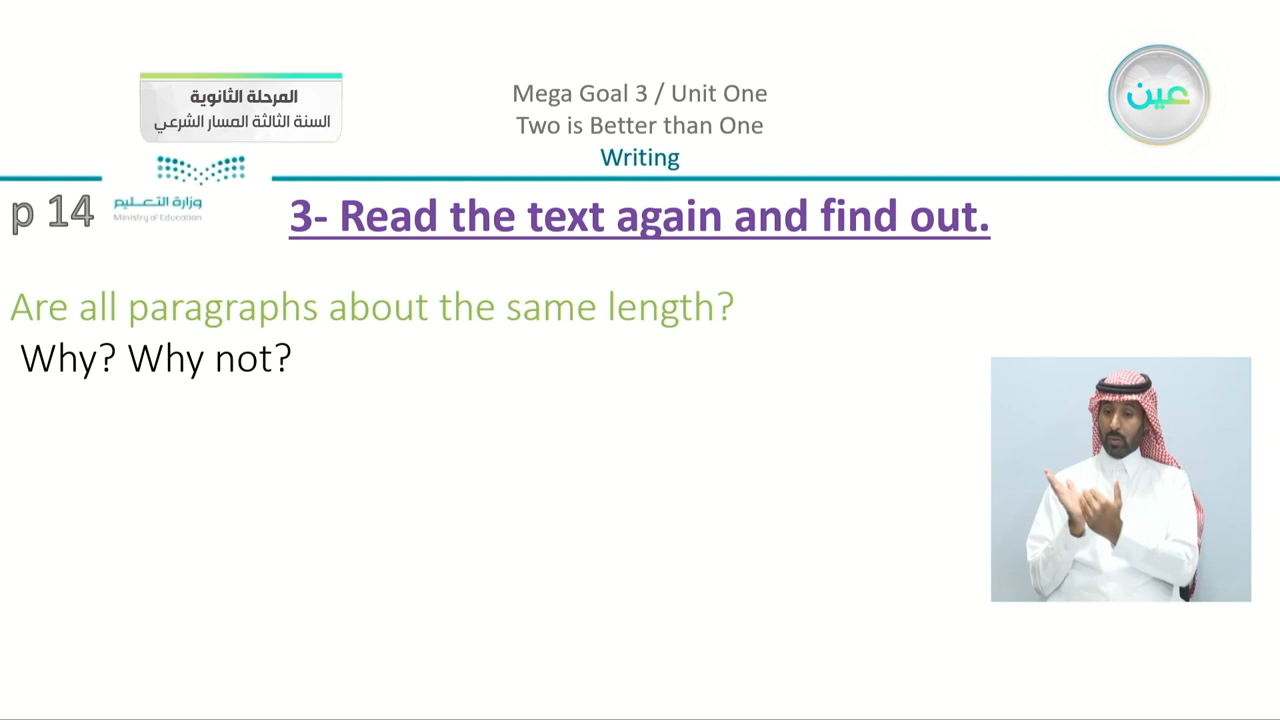 المرحلة الثانوية
السنة الثالثة المسار الشرعي
Mega Goal 3 / Unit One
Two is Better than One
Writing
عين
وزارة التعـــليم
Ministry of Education
p 14
3- Read the text again and find out.
Are all paragraphs about the same length?
Why? Why not?